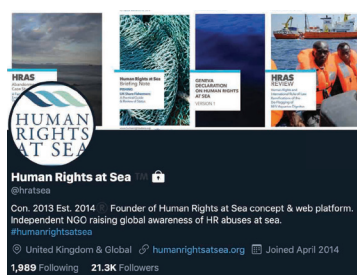 HRAS
Human Rights at Sea
Briefing Note
GENEVA
DECLARATION
ON HUMAN RIGHTS
AT SEA
VERSION 1
HRAS
REVIEW
HUMAN
RIGHTS
AT SEA
Human Rights at Sea
@hratsea
Con. 2013 Est. 2014 Founder of Human Rights at Sea concept & web platform.
Independent NGO raising global awareness of HR abuses at sea.
#humanrightsatsea
United Kingdom & Global humanrightsatsea.org Joined April 2014
1,989 Following 21.3K Followers